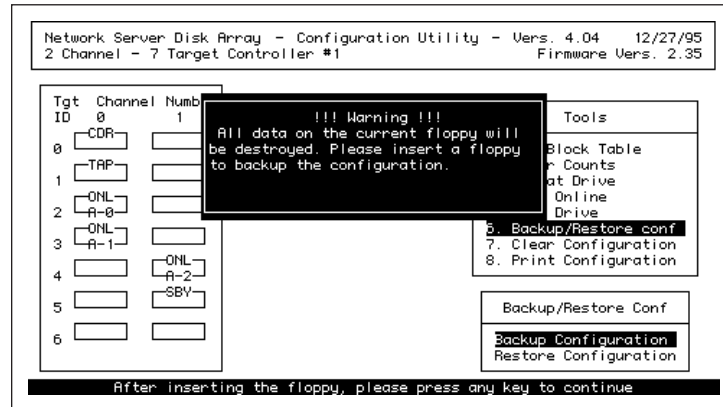 Network Server Disk Array - Configuration Utility - Vers. 4.04 12/27/95
2 Channel - 7 Target Controller #1 Firmware Vers. 2.35
Tgt Channel Numb
ID 0 1
CDR
0
TAP
1
ONL
2 A-0
ONL
3 A-1
ONL
4 A-2
SBY
5
6
!!! Warning !!!
All data on the current floppy will
be destroyed. Please insert a floppy
to backup the configuration.
Tools
Block Table
r Counts
at Drive
Online
Drive
6. Backup/Restore conf
7. Clear Configuration
8. Print Configuration
Backup/Restore Conf
Backup Configuration
Restore Configuration
After inserting the floppy, please press any key to continue